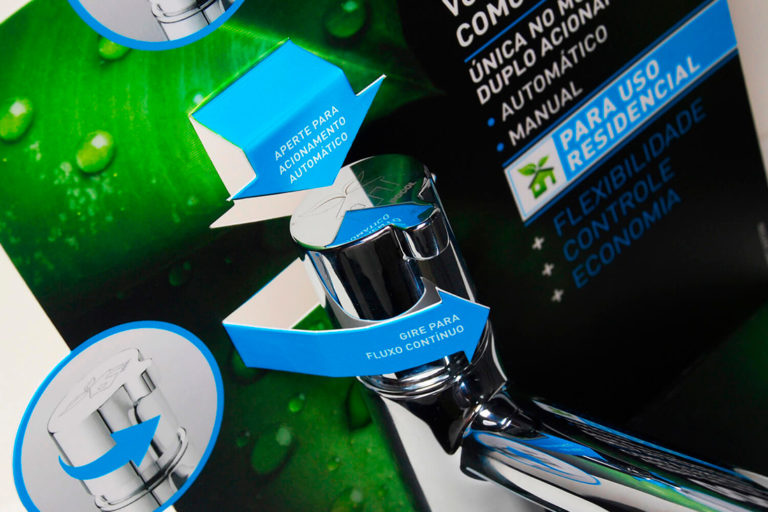 COMO
ÚNICA NO
DUPLO ACIONA
• AUTOMÁTICO
• MANUAL
PARA USO
RESIDENCIAL
+ FLEXIBILIDADE
+ CONTROLE
+ ECONOMIA
APERTE PARA
ACIONAMENTO
AUTOMÁTICO
GIRE PARA
FLUXO CONTÍNUO